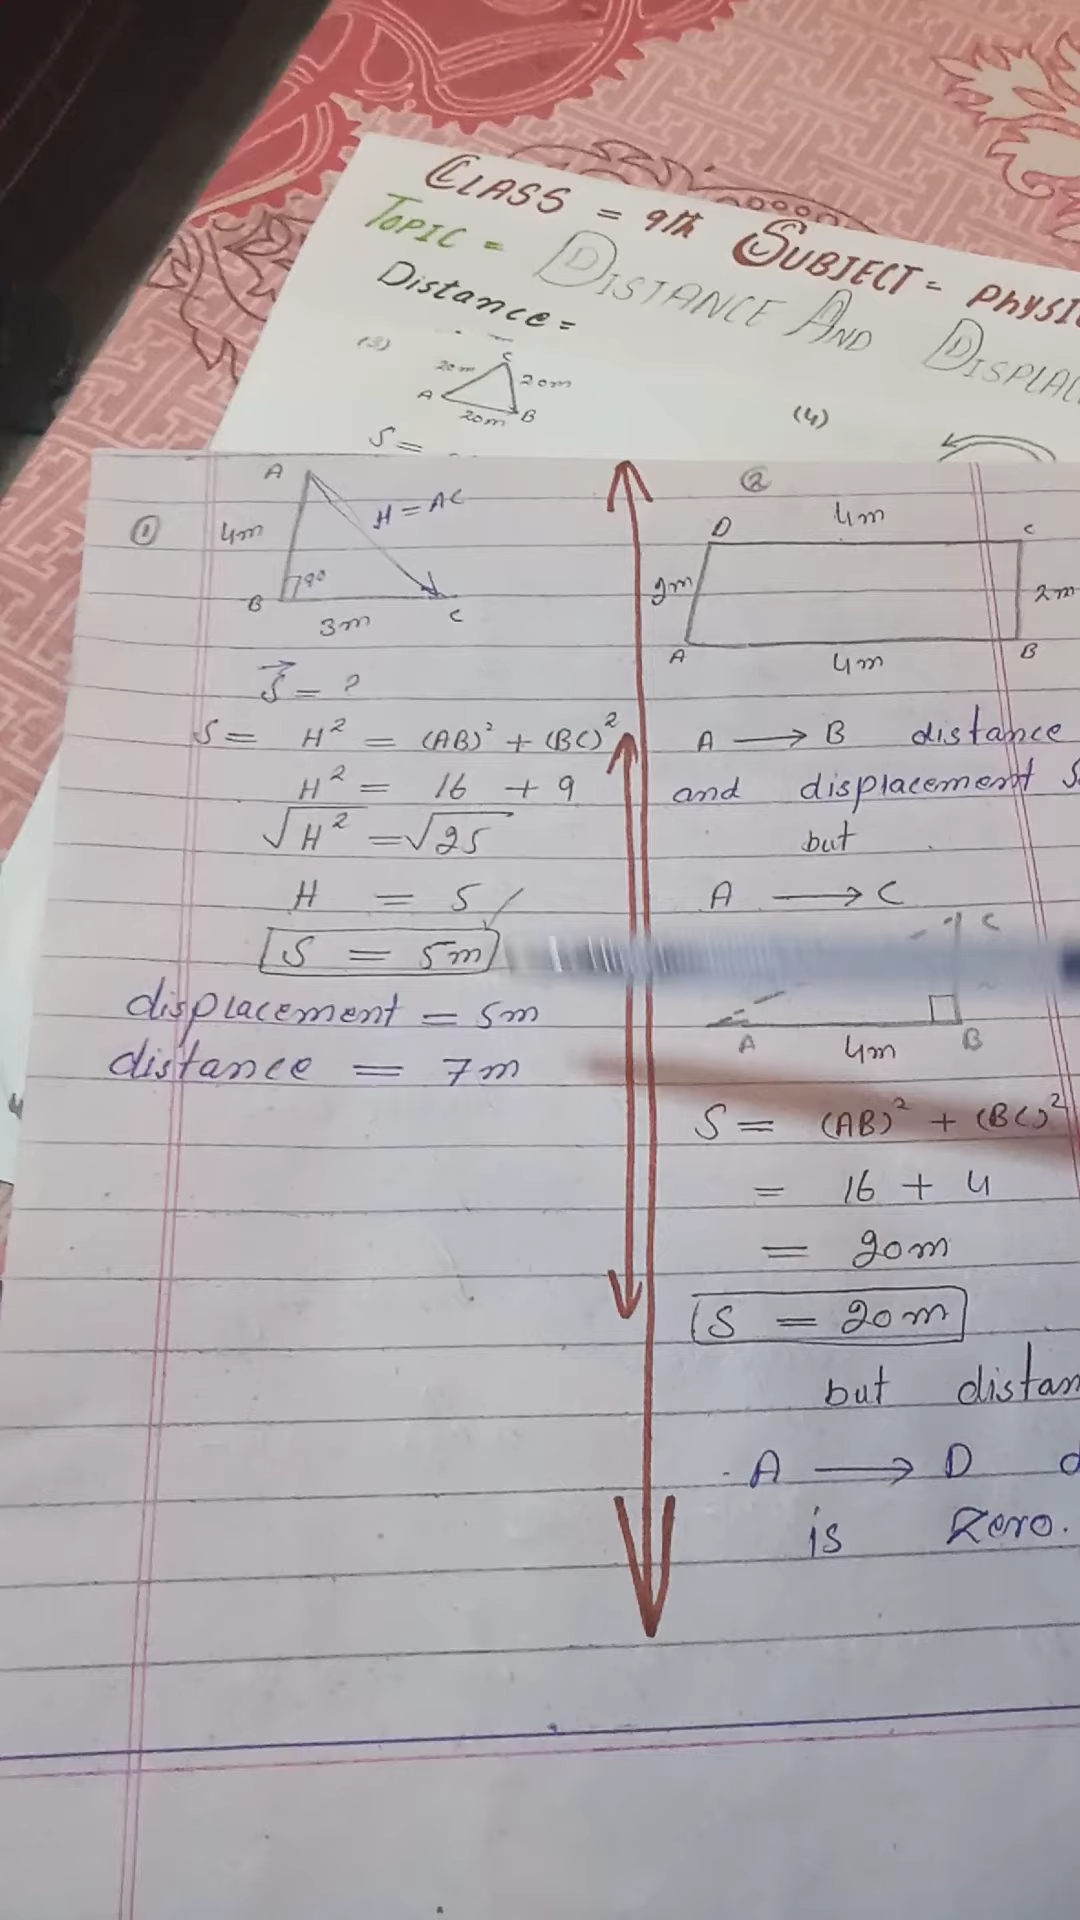 CLASS = 9th SUBJECT = PHYSI
TOPIC = DISTANCE AND DISPLAC
Distance =
(3)
C
20m
20m
A
20m
B
(4)
S =
①
A
4m
H = AC
90
B
3m
C
S = ?
S = H² = (AB)² + (BC)²
H² = 16 + 9
√H² = √25
H = 5
S = 5m
displacement = 5m
distance = 7m
②
4m
D
C
2m
2m
A
4m
B
A → B distance
and displacement S
but
A → C
C
A
4m
B
S = (AB)² + (BC)²
= 16 + 4
= 20m
S = 20m
but distan
A → D d
is Zero.